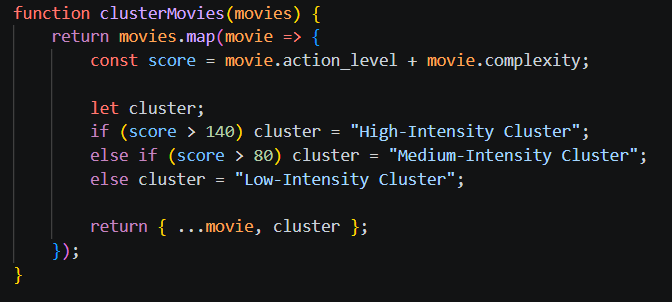 function clusterMovies(movies) {
    return movies.map(movie => {
        const score = movie.action_level + movie.complexity;

        let cluster;
        if (score > 140) cluster = "High-Intensity Cluster";
        else if (score > 80) cluster = "Medium-Intensity Cluster";
        else cluster = "Low-Intensity Cluster";

        return { ...movie, cluster };
    });
}